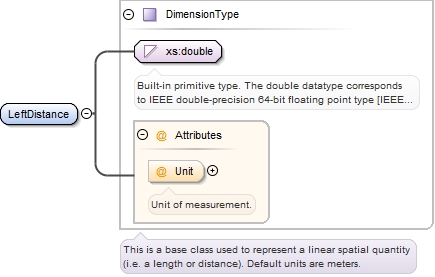 DimensionType
xs:double
Built-in primitive type. The double datatype corresponds
to IEEE double-precision 64-bit floating point type [IEEE...
LeftDistance
@ Attributes
@ Unit
Unit of measurement.
This is a base class used to represent a linear spatial quantity
(i.e. a length or distance). Default units are meters.